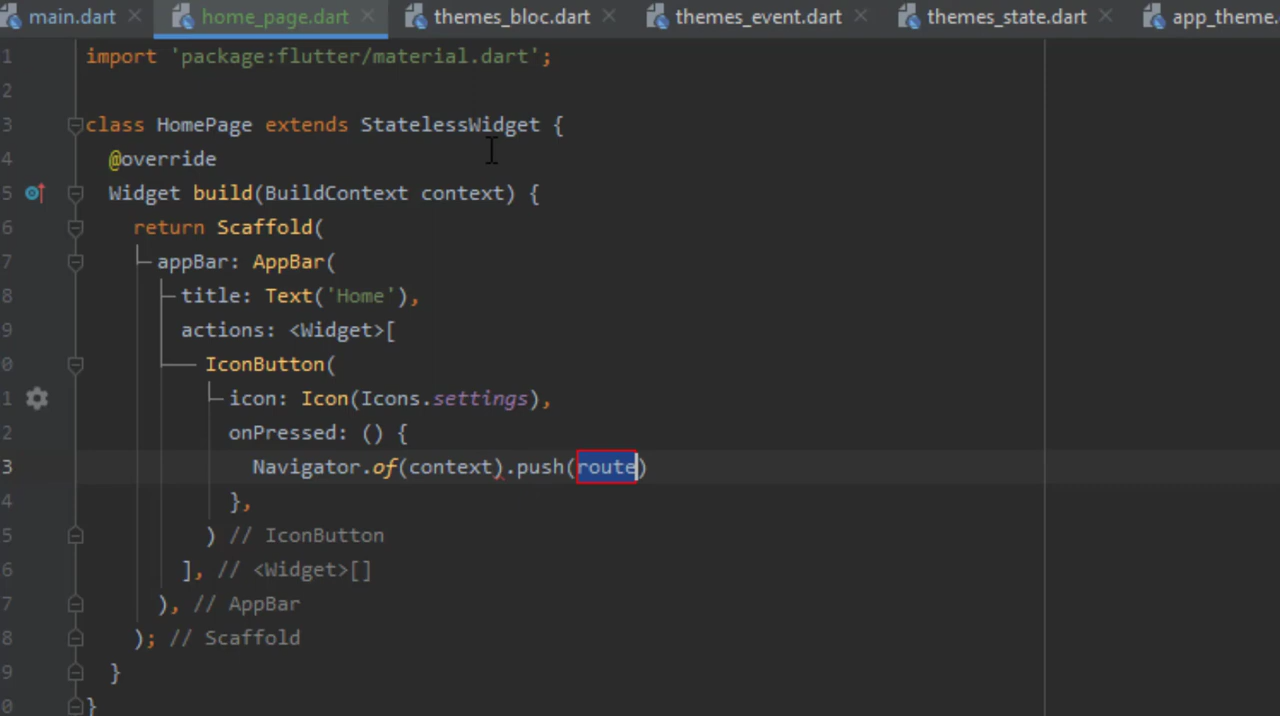 main.dart home_page.dart themes_bloc.dart themes_event.dart themes_state.dart app_theme.
1 import 'package:flutter/material.dart';
2
3 class HomePage extends StatelessWidget {
4 @override
5 Widget build(BuildContext context) {
6 return Scaffold(
7 appBar: AppBar(
8 title: Text('Home'),
9 actions: <Widget>[
0 IconButton(
1 icon: Icon(Icons.settings),
2 onPressed: () {
3 Navigator.of(context).push(route)
4 },
5 ) // IconButton
6 ], // <Widget>[]
7 ), // AppBar
8 ); // Scaffold
9 }
0 }